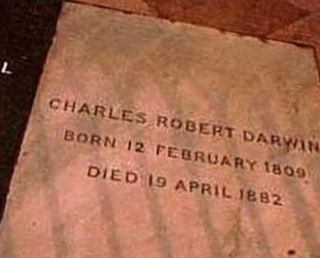 L
CHARLES ROBERT DARWIN
BORN 12 FEBRUARY 1809
DIED 19 APRIL 1882